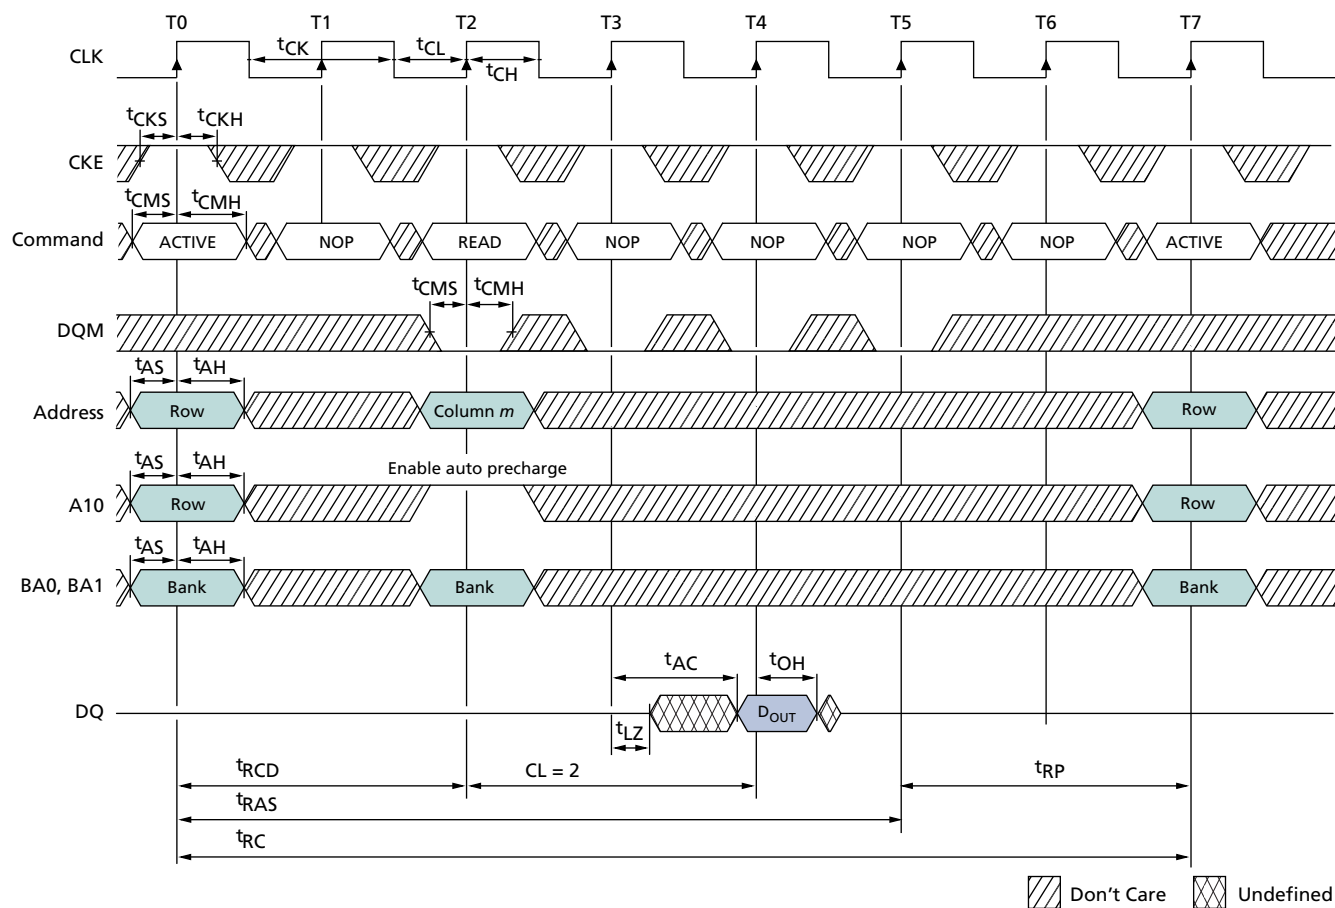 T0 T1 T2 T3 T4 T5 T6 T7
CLK
tCK tCL
tCH
tCKS tCKH
CKE
tCMS tCMH
Command ACTIVE NOP READ NOP NOP NOP NOP ACTIVE
tCMS tCMH
DQM
tAS tAH
Address Row Column m Row
tAS tAH
Enable auto precharge
A10 Row Row
tAS tAH
BA0, BA1 Bank Bank Bank
tAC tOH
DQ DOUT
tLZ
tRCD CL = 2 tRP
tRAS
tRC
Don't Care Undefined